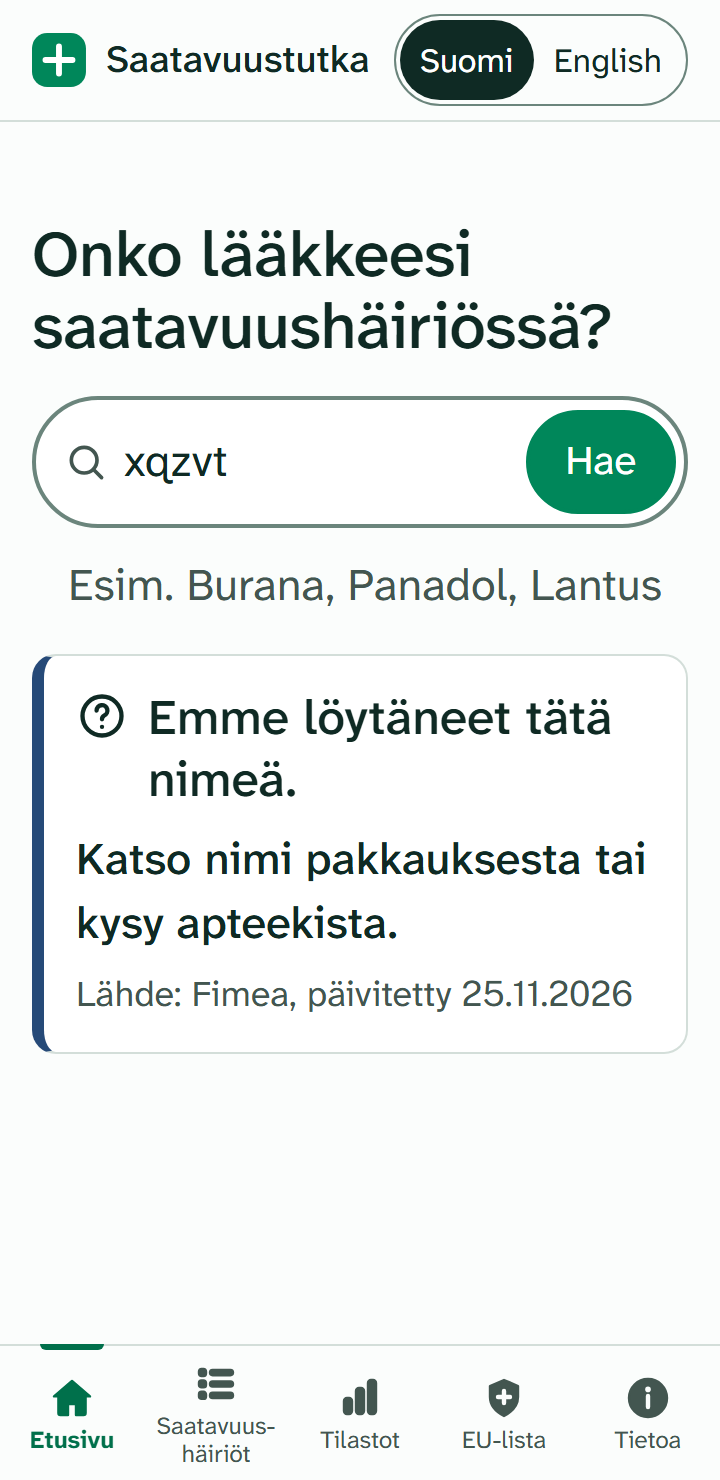 Saatavuustutka
Suomi
English
Onko lääkkeesi
saatavuushäiriössä?
xqzvt
Hae
Esim. Burana, Panadol, Lantus
Emme löytäneet tätä
nimeä.
Katso nimi pakkauksesta tai
kysy apteekista.
Lähde: Fimea, päivitetty 25.11.2026
Etusivu
Saatavuus-
häiriöt
Tilastot
EU-lista
Tietoa